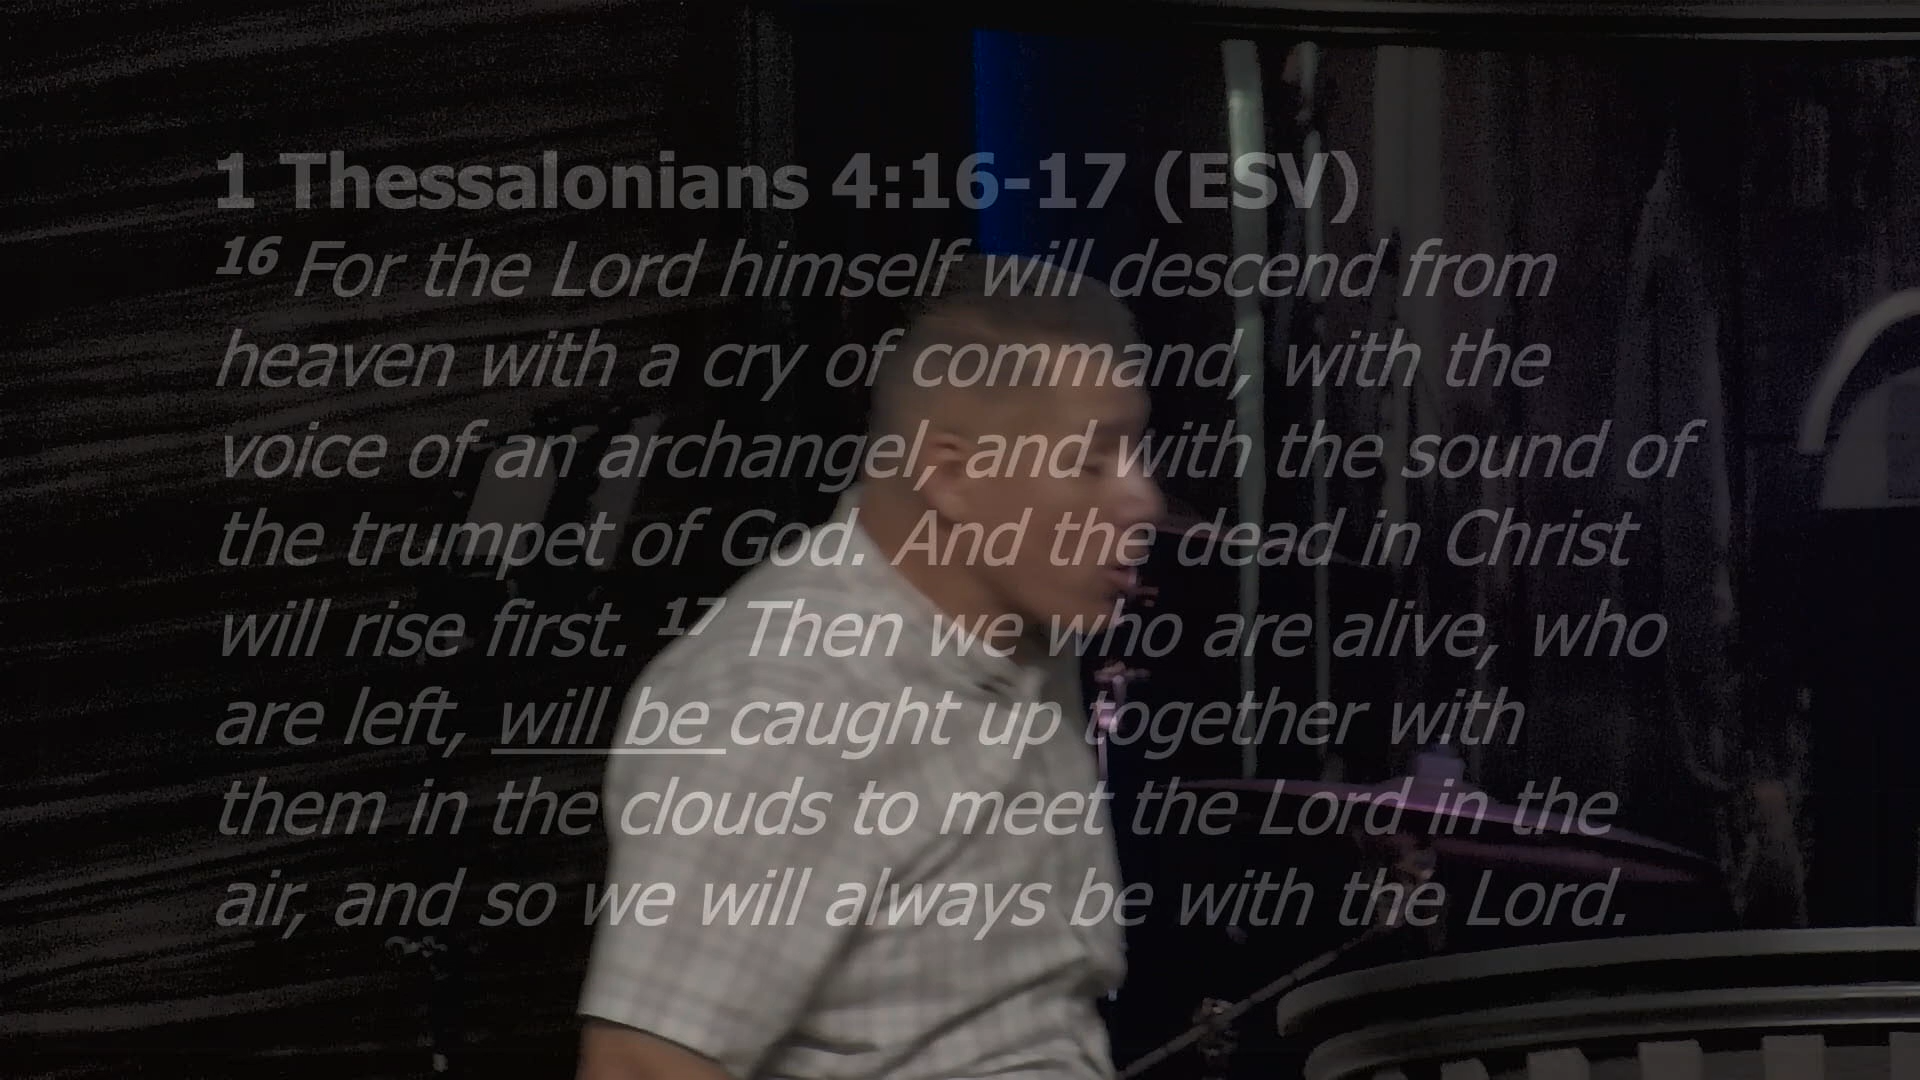 1 Thessalonians 4:16-17 (ESV)
16 For the Lord himself will descend from
heaven with a cry of command, with the
voice of an archangel, and with the sound of
the trumpet of God. And the dead in Christ
will rise first. 17 Then we who are alive, who
are left, will be caught up together with
them in the clouds to meet the Lord in the
air, and so we will always be with the Lord.